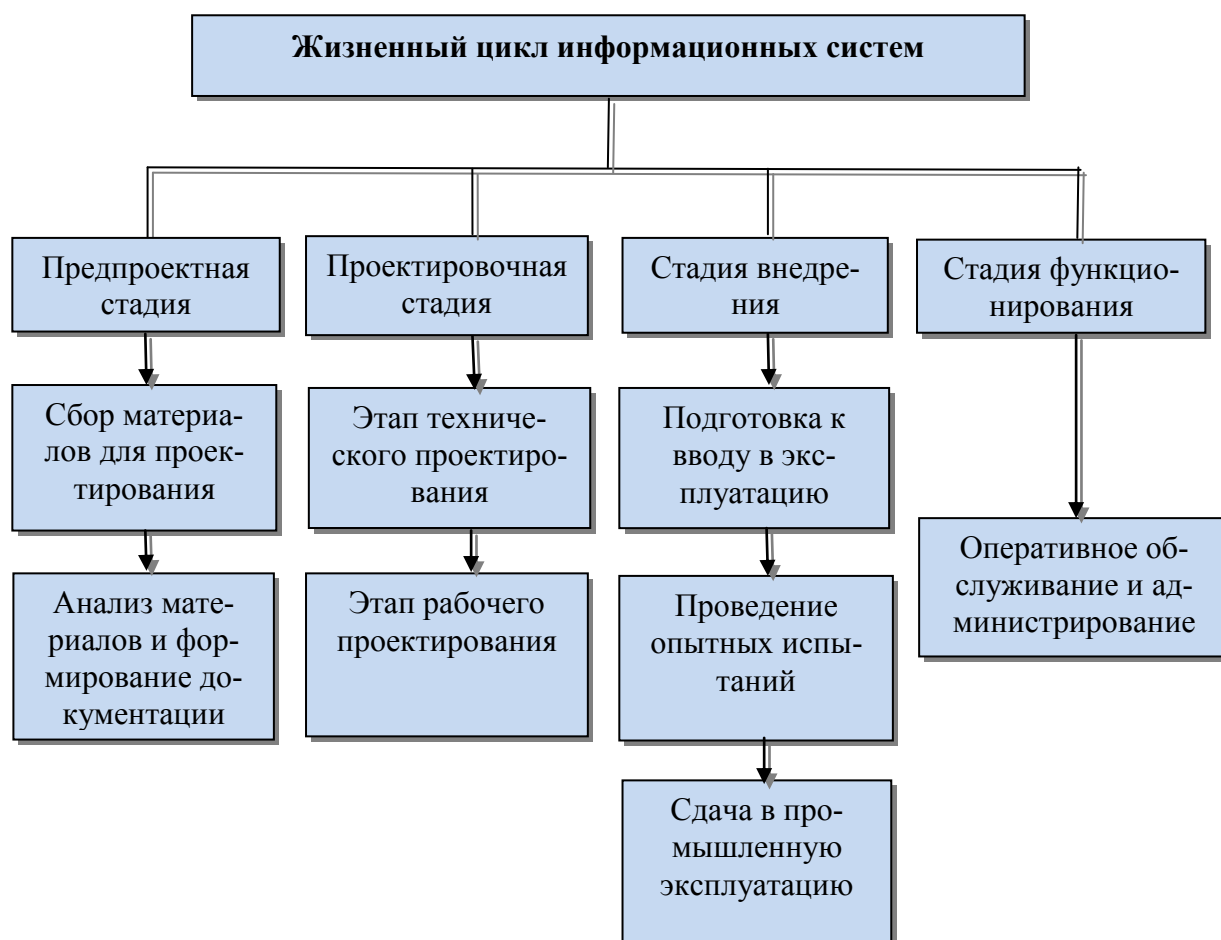 Жизненный цикл информационных систем
Предпроектная
стадия
Проектировочная
стадия
Стадия внедре-
ния
Стадия функцио-
нирования
Сбор материа-
лов для проек-
тирования
Этап техниче-
ского проектиро-
вания
Подготовка к
вводу в экс-
плуатацию
Оперативное об-
служивание и ад-
министрирование
Анализ мате-
риалов и фор-
мирование до-
кументации
Этап рабочего
проектирования
Проведение
опытных испы-
таний
Сдача в про-
мышленную
эксплуатацию